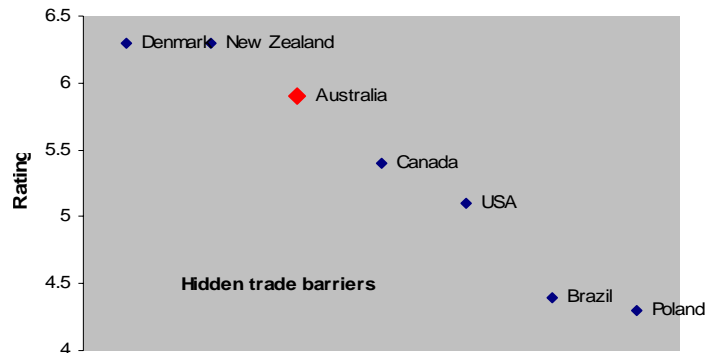 6.5
Denmark New Zealand
6
Australia
5.5
Canada
Rating
5
USA
4.5
Hidden trade barriers
Brazil
Poland
4